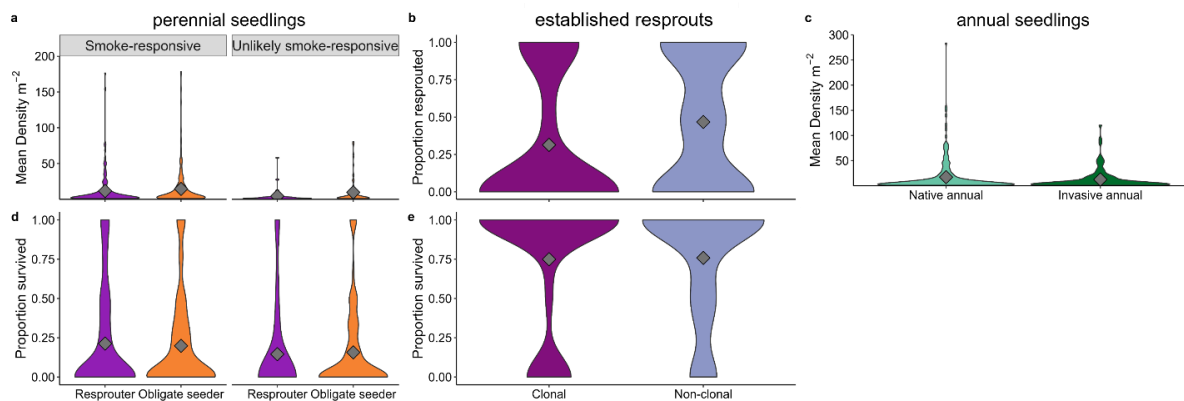 a perennial seedlings
Smoke-responsive Unlikely smoke-responsive
Mean Density m⁻²
200
150
100
50
b established resprouts
Proportion resprouted
1.00
0.75
0.50
0.25
0.00
c annual seedlings
Mean Density m⁻²
300
250
200
150
100
50
Native annual Invasive annual
d
Proportion survived
1.00
0.75
0.50
0.25
0.00
Resprouter Obligate seeder Resprouter Obligate seeder
e
Proportion survived
1.00
0.75
0.50
0.25
0.00
Clonal Non-clonal